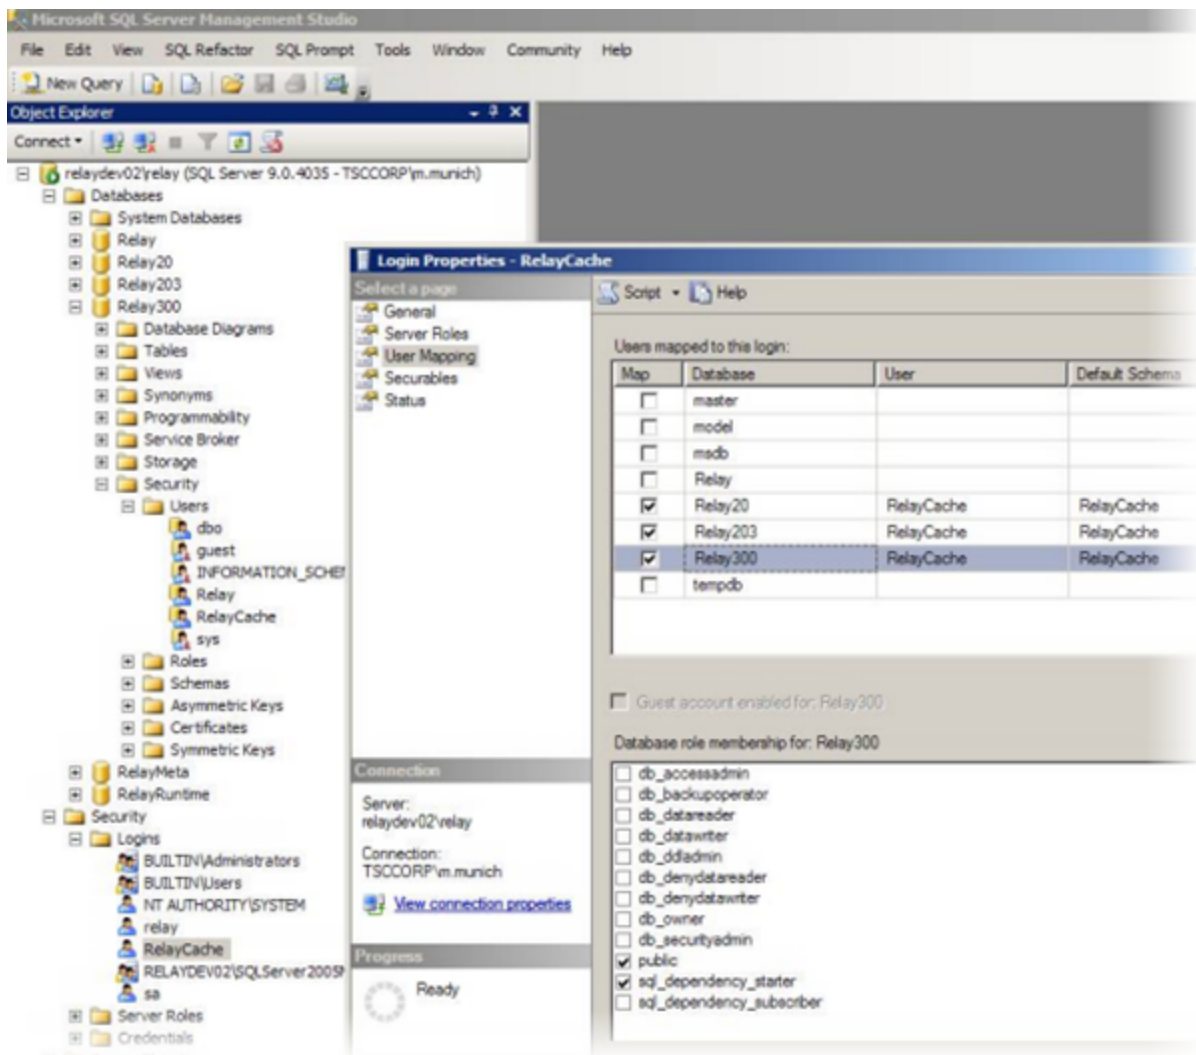 Microsoft SQL Server Management Studio
File Edit View SQL Refactor SQL Prompt Tools Window Community Help
New Query
Object Explorer
Connect
relaydev02\relay (SQL Server 9.0.4035 - TSCCORP\m.munich)
Databases
System Databases
Relay
Relay20
Relay203
Relay300
Database Diagrams
Tables
Views
Synonyms
Programmability
Service Broker
Storage
Security
Users
dbo
guest
INFORMATION_SCHE
Relay
RelayCache
sys
Roles
Schemas
Asymmetric Keys
Certificates
Symmetric Keys
RelayMeta
RelayRuntime
Security
Logins
BUILTIN\Administrators
BUILTIN\Users
NT AUTHORITY\SYSTEM
relay
RelayCache
RELAYDEV02\SQLServer2005
sa
Server Roles
Credentials
Login Properties - RelayCache
Select a page
General
Server Roles
User Mapping
Securables
Status
Connection
Server:
relaydev02\relay
Connection:
TSCCORP\m.munich
View connection properties
Progress
Ready
Script Help
Users mapped to this login:
Map Database User Default Schema
master
model
msdb
Relay
Relay20 RelayCache RelayCache
Relay203 RelayCache RelayCache
Relay300 RelayCache RelayCache
tempdb
Guest account enabled for: Relay300
Database role membership for: Relay300
db_accessadmin
db_backupoperator
db_datareader
db_datawriter
db_ddladmin
db_denydatareader
db_denydatawriter
db_owner
db_securityadmin
public
sql_dependency_starter
sql_dependency_subscriber